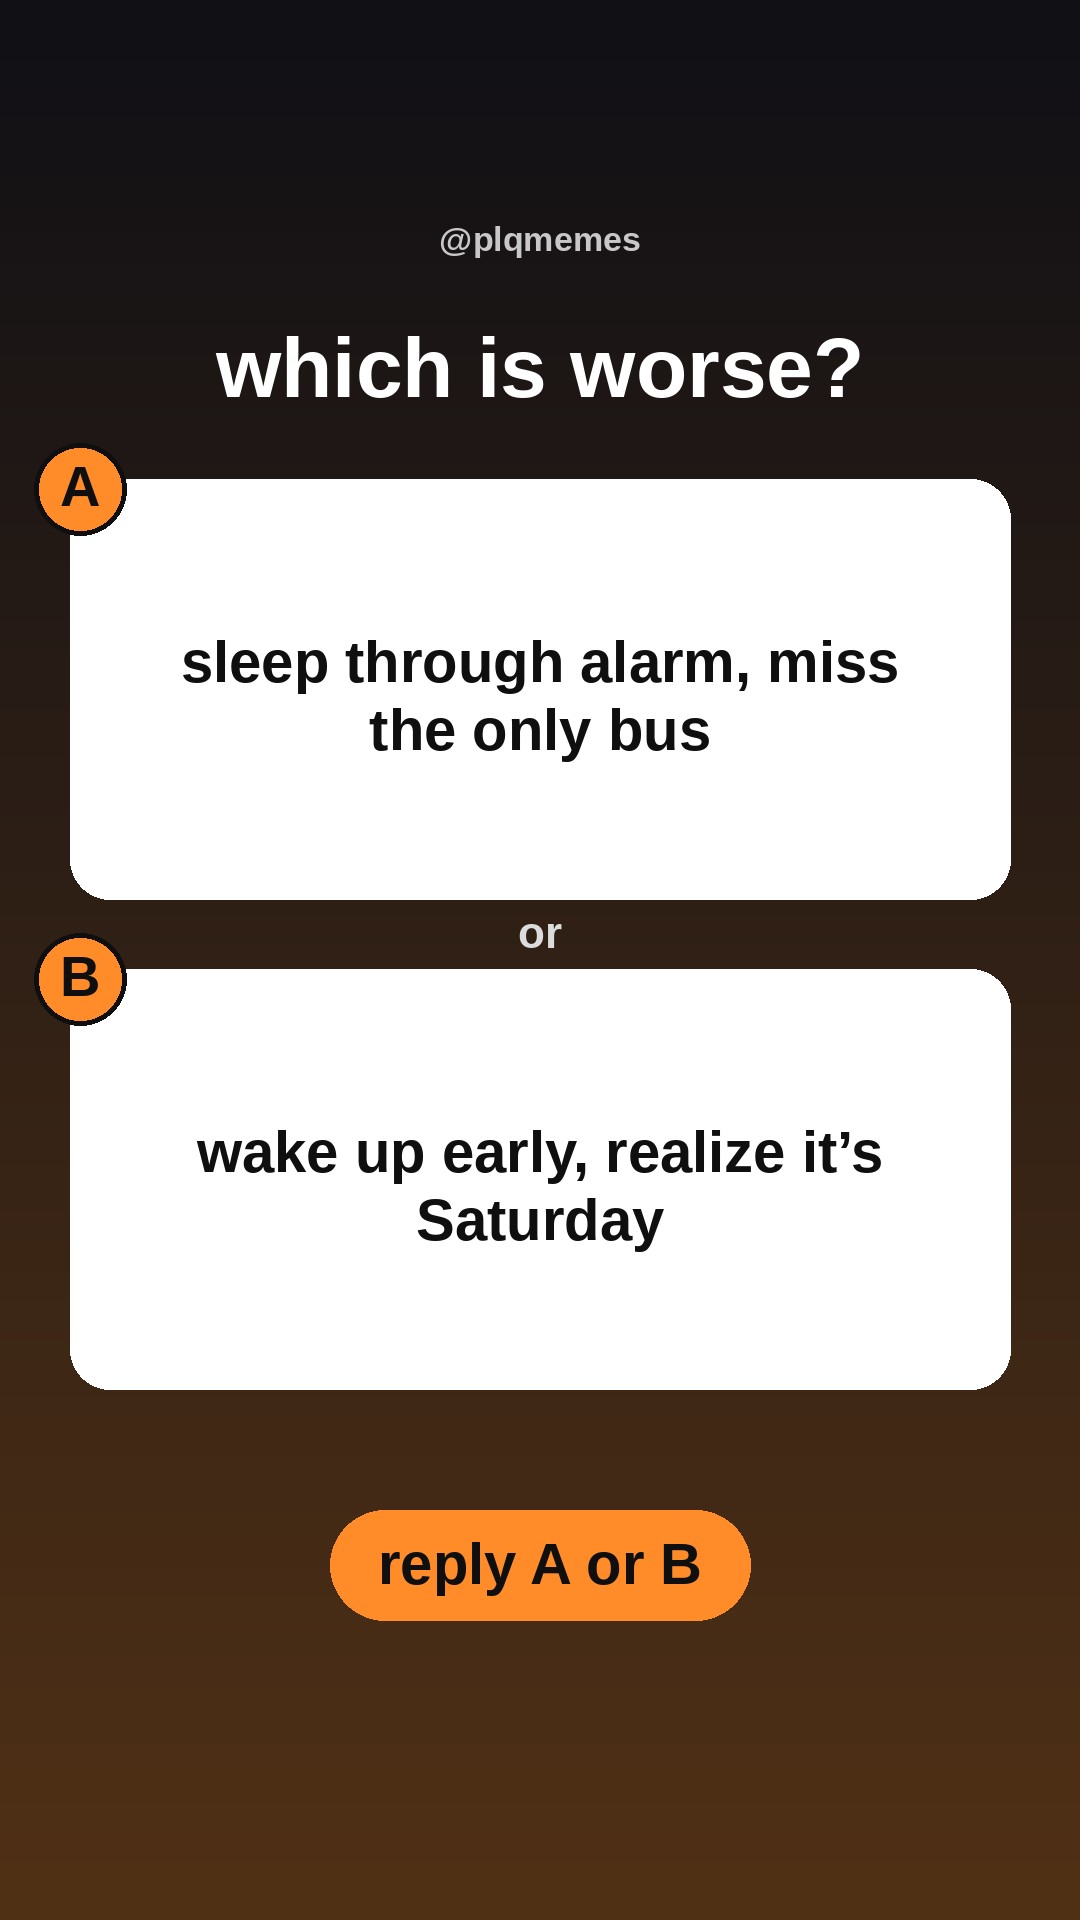 @plqmemes
which is worse?
A
sleep through alarm, miss
the only bus
or
B
wake up early, realize it’s
Saturday
reply A or B